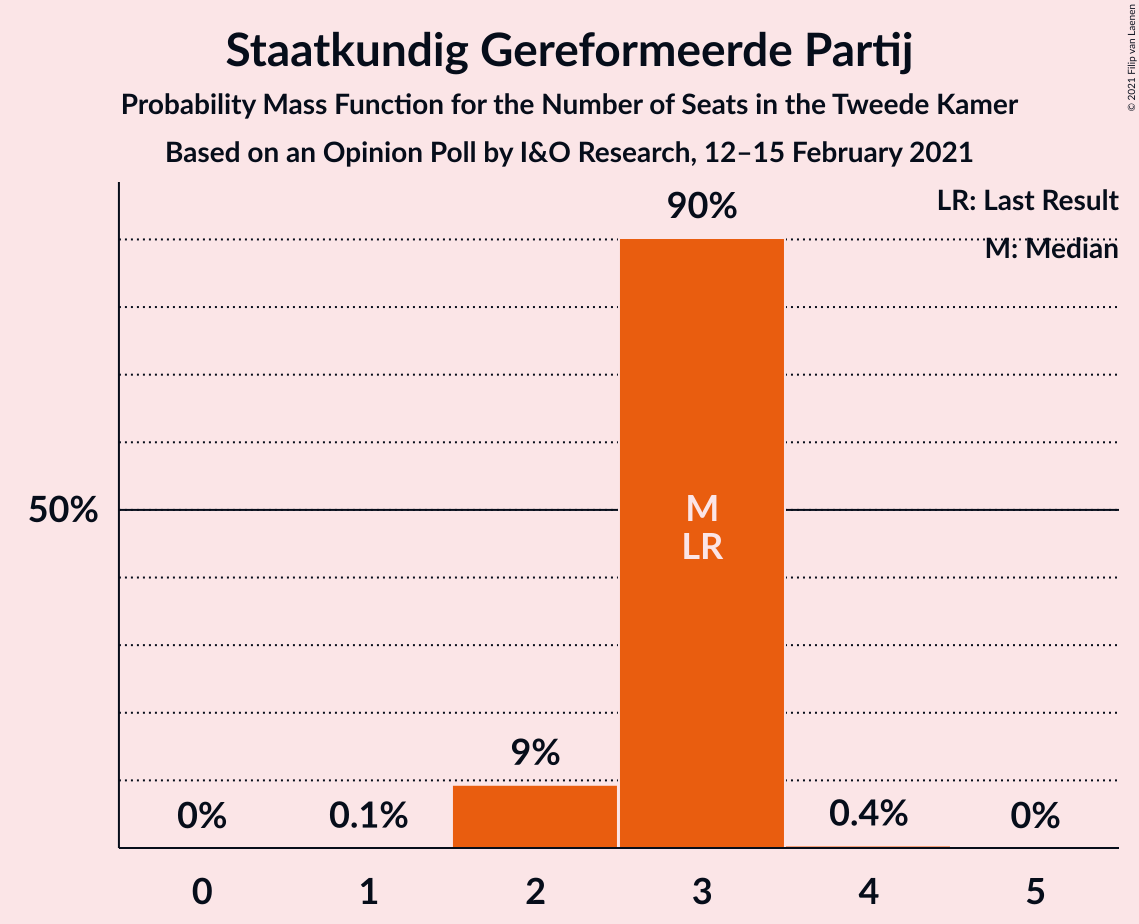 Staatkundig Gereformeerde Partij
Probability Mass Function for the Number of Seats in the Tweede Kamer
Based on an Opinion Poll by I&O Research, 12–15 February 2021
© 2021 Filip van Laenen
LR: Last Result
M: Median
90%
50%
M
LR
9%
0%
0.1%
0.4%
0%
0
1
2
3
4
5